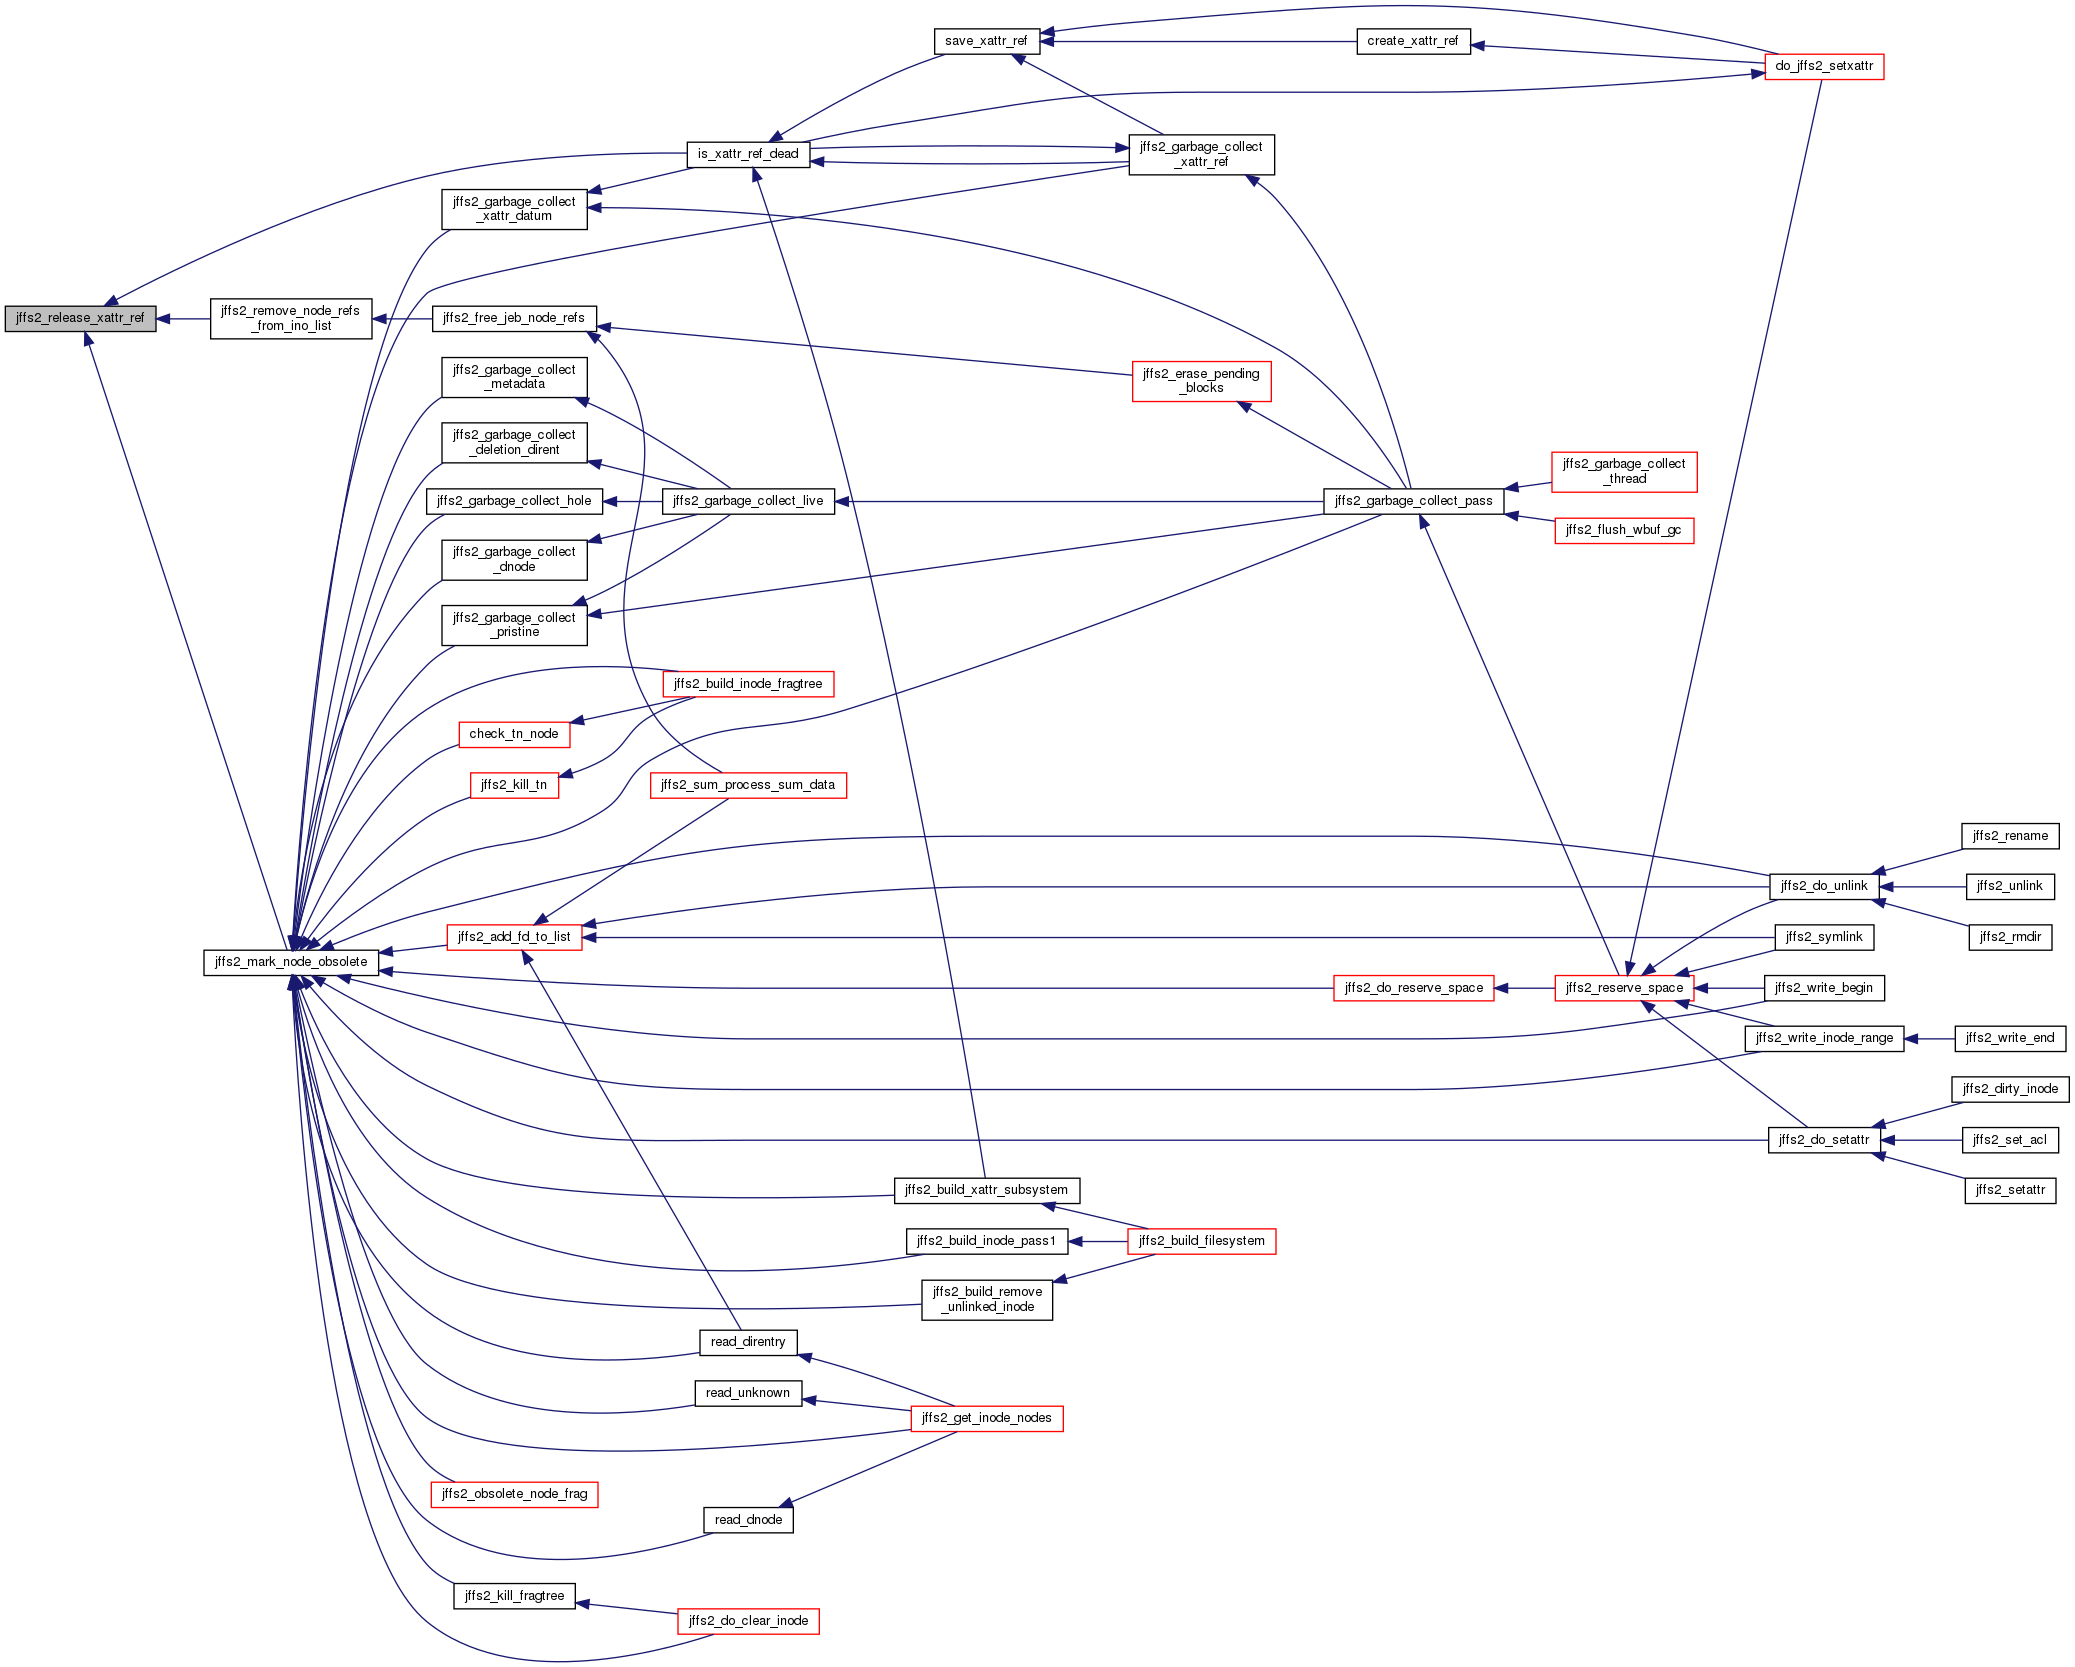 save_xattr_ref
create_xattr_ref
do_jffs2_setxattr
is_xattr_ref_dead
jffs2_garbage_collect
_xattr_ref
jffs2_garbage_collect
_xattr_datum
jffs2_release_xattr_ref
jffs2_remove_node_refs
_from_ino_list
jffs2_free_jeb_node_refs
jffs2_garbage_collect
_metadata
jffs2_erase_pending
_blocks
jffs2_garbage_collect
_deletion_dirent
jffs2_garbage_collect_hole
jffs2_garbage_collect_live
jffs2_garbage_collect_pass
jffs2_garbage_collect
_thread
jffs2_flush_wbuf_gc
jffs2_garbage_collect
_dnode
jffs2_garbage_collect
_pristine
jffs2_build_inode_fragtree
check_tn_node
jffs2_kill_tn
jffs2_sum_process_sum_data
jffs2_rename
jffs2_do_unlink
jffs2_unlink
jffs2_add_fd_to_list
jffs2_symlink
jffs2_rmdir
jffs2_mark_node_obsolete
jffs2_do_reserve_space
jffs2_reserve_space
jffs2_write_begin
jffs2_write_inode_range
jffs2_write_end
jffs2_dirty_inode
jffs2_do_setattr
jffs2_set_acl
jffs2_build_xattr_subsystem
jffs2_setattr
jffs2_build_inode_pass1
jffs2_build_filesystem
jffs2_build_remove
_unlinked_inode
read_direntry
read_unknown
jffs2_get_inode_nodes
jffs2_obsolete_node_frag
read_dnode
jffs2_kill_fragtree
jffs2_do_clear_inode